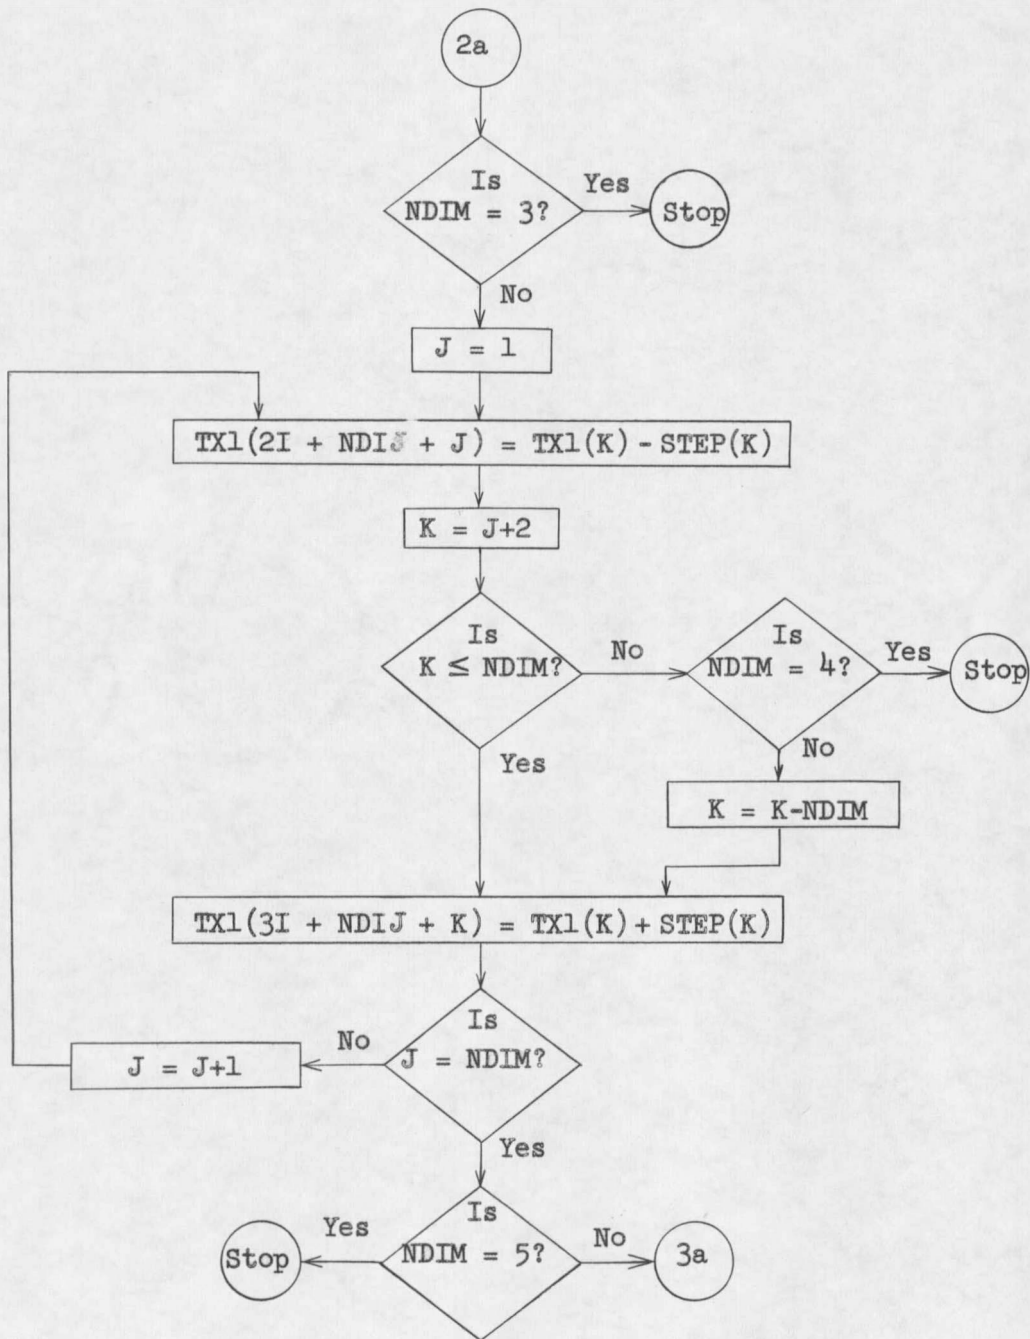 2a
Is
NDIM = 3?
Yes
Stop
No
J = 1
TX1(2I + NDIJ + J) = TX1(K) - STEP(K)
K = J+2
Is
K ≤ NDIM?
No
Is
NDIM = 4?
Yes
Stop
Yes
No
K = K-NDIM
TX1(3I + NDIJ + K) = TX1(K) + STEP(K)
Is
J = NDIM?
No
J = J+1
Yes
Is
NDIM = 5?
Yes
Stop
No
3a